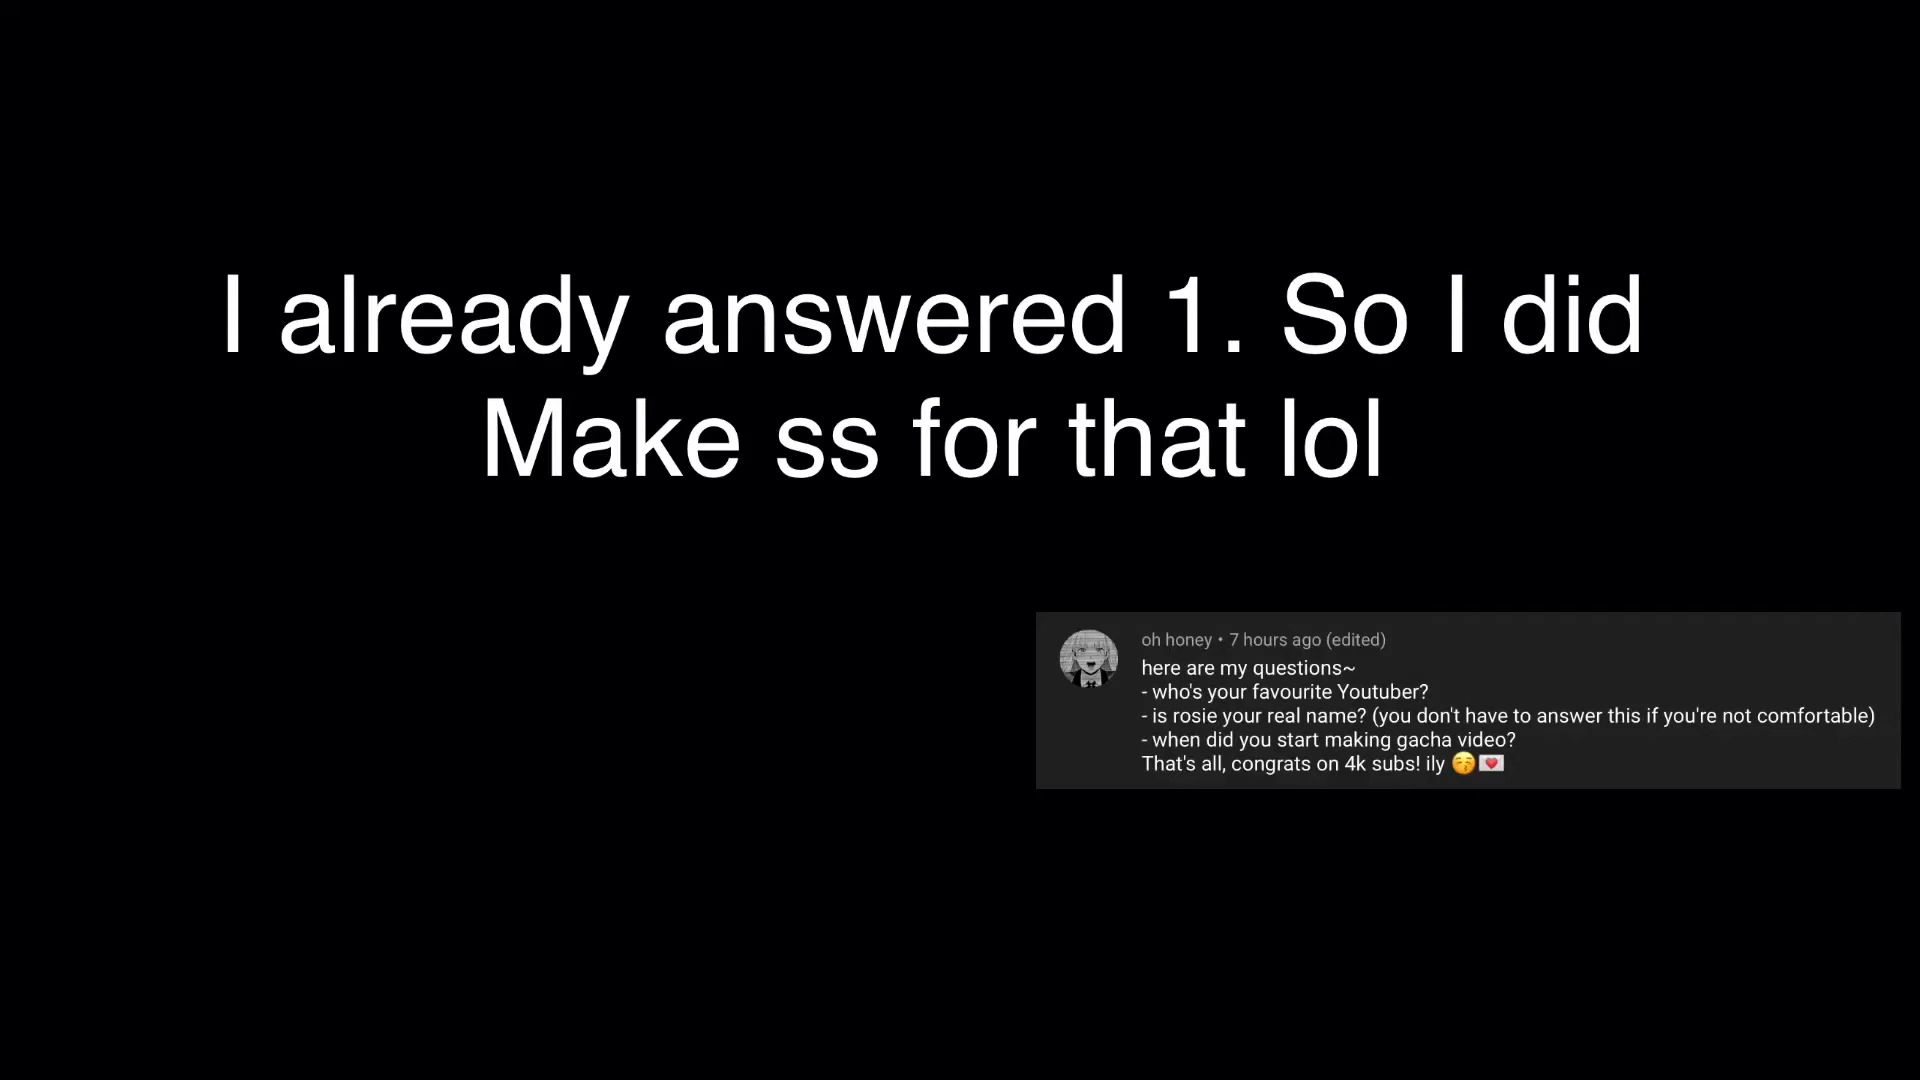 I already answered 1. So I did
Make ss for that lol
oh honey • 7 hours ago (edited)
here are my questions~
- who's your favourite Youtuber?
- is rosie your real name? (you don't have to answer this if you're not comfortable)
- when did you start making gacha video?
That's all, congrats on 4k subs! ily 😚💌